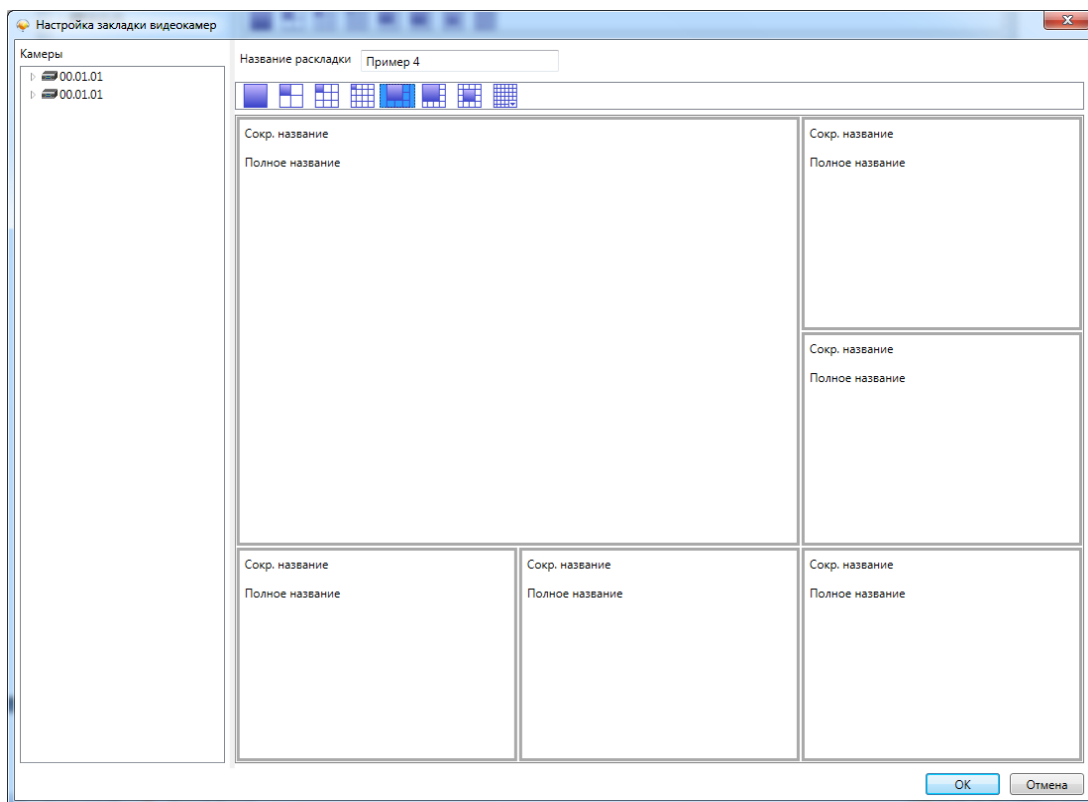 Настройка закладки видеокамер
Камеры
00.01.01
00.01.01
Название раскладки Пример 4
Сокр. название
Полное название
Сокр. название
Полное название
Сокр. название
Полное название
Сокр. название
Полное название
Сокр. название
Полное название
Сокр. название
Полное название
OK
Отмена